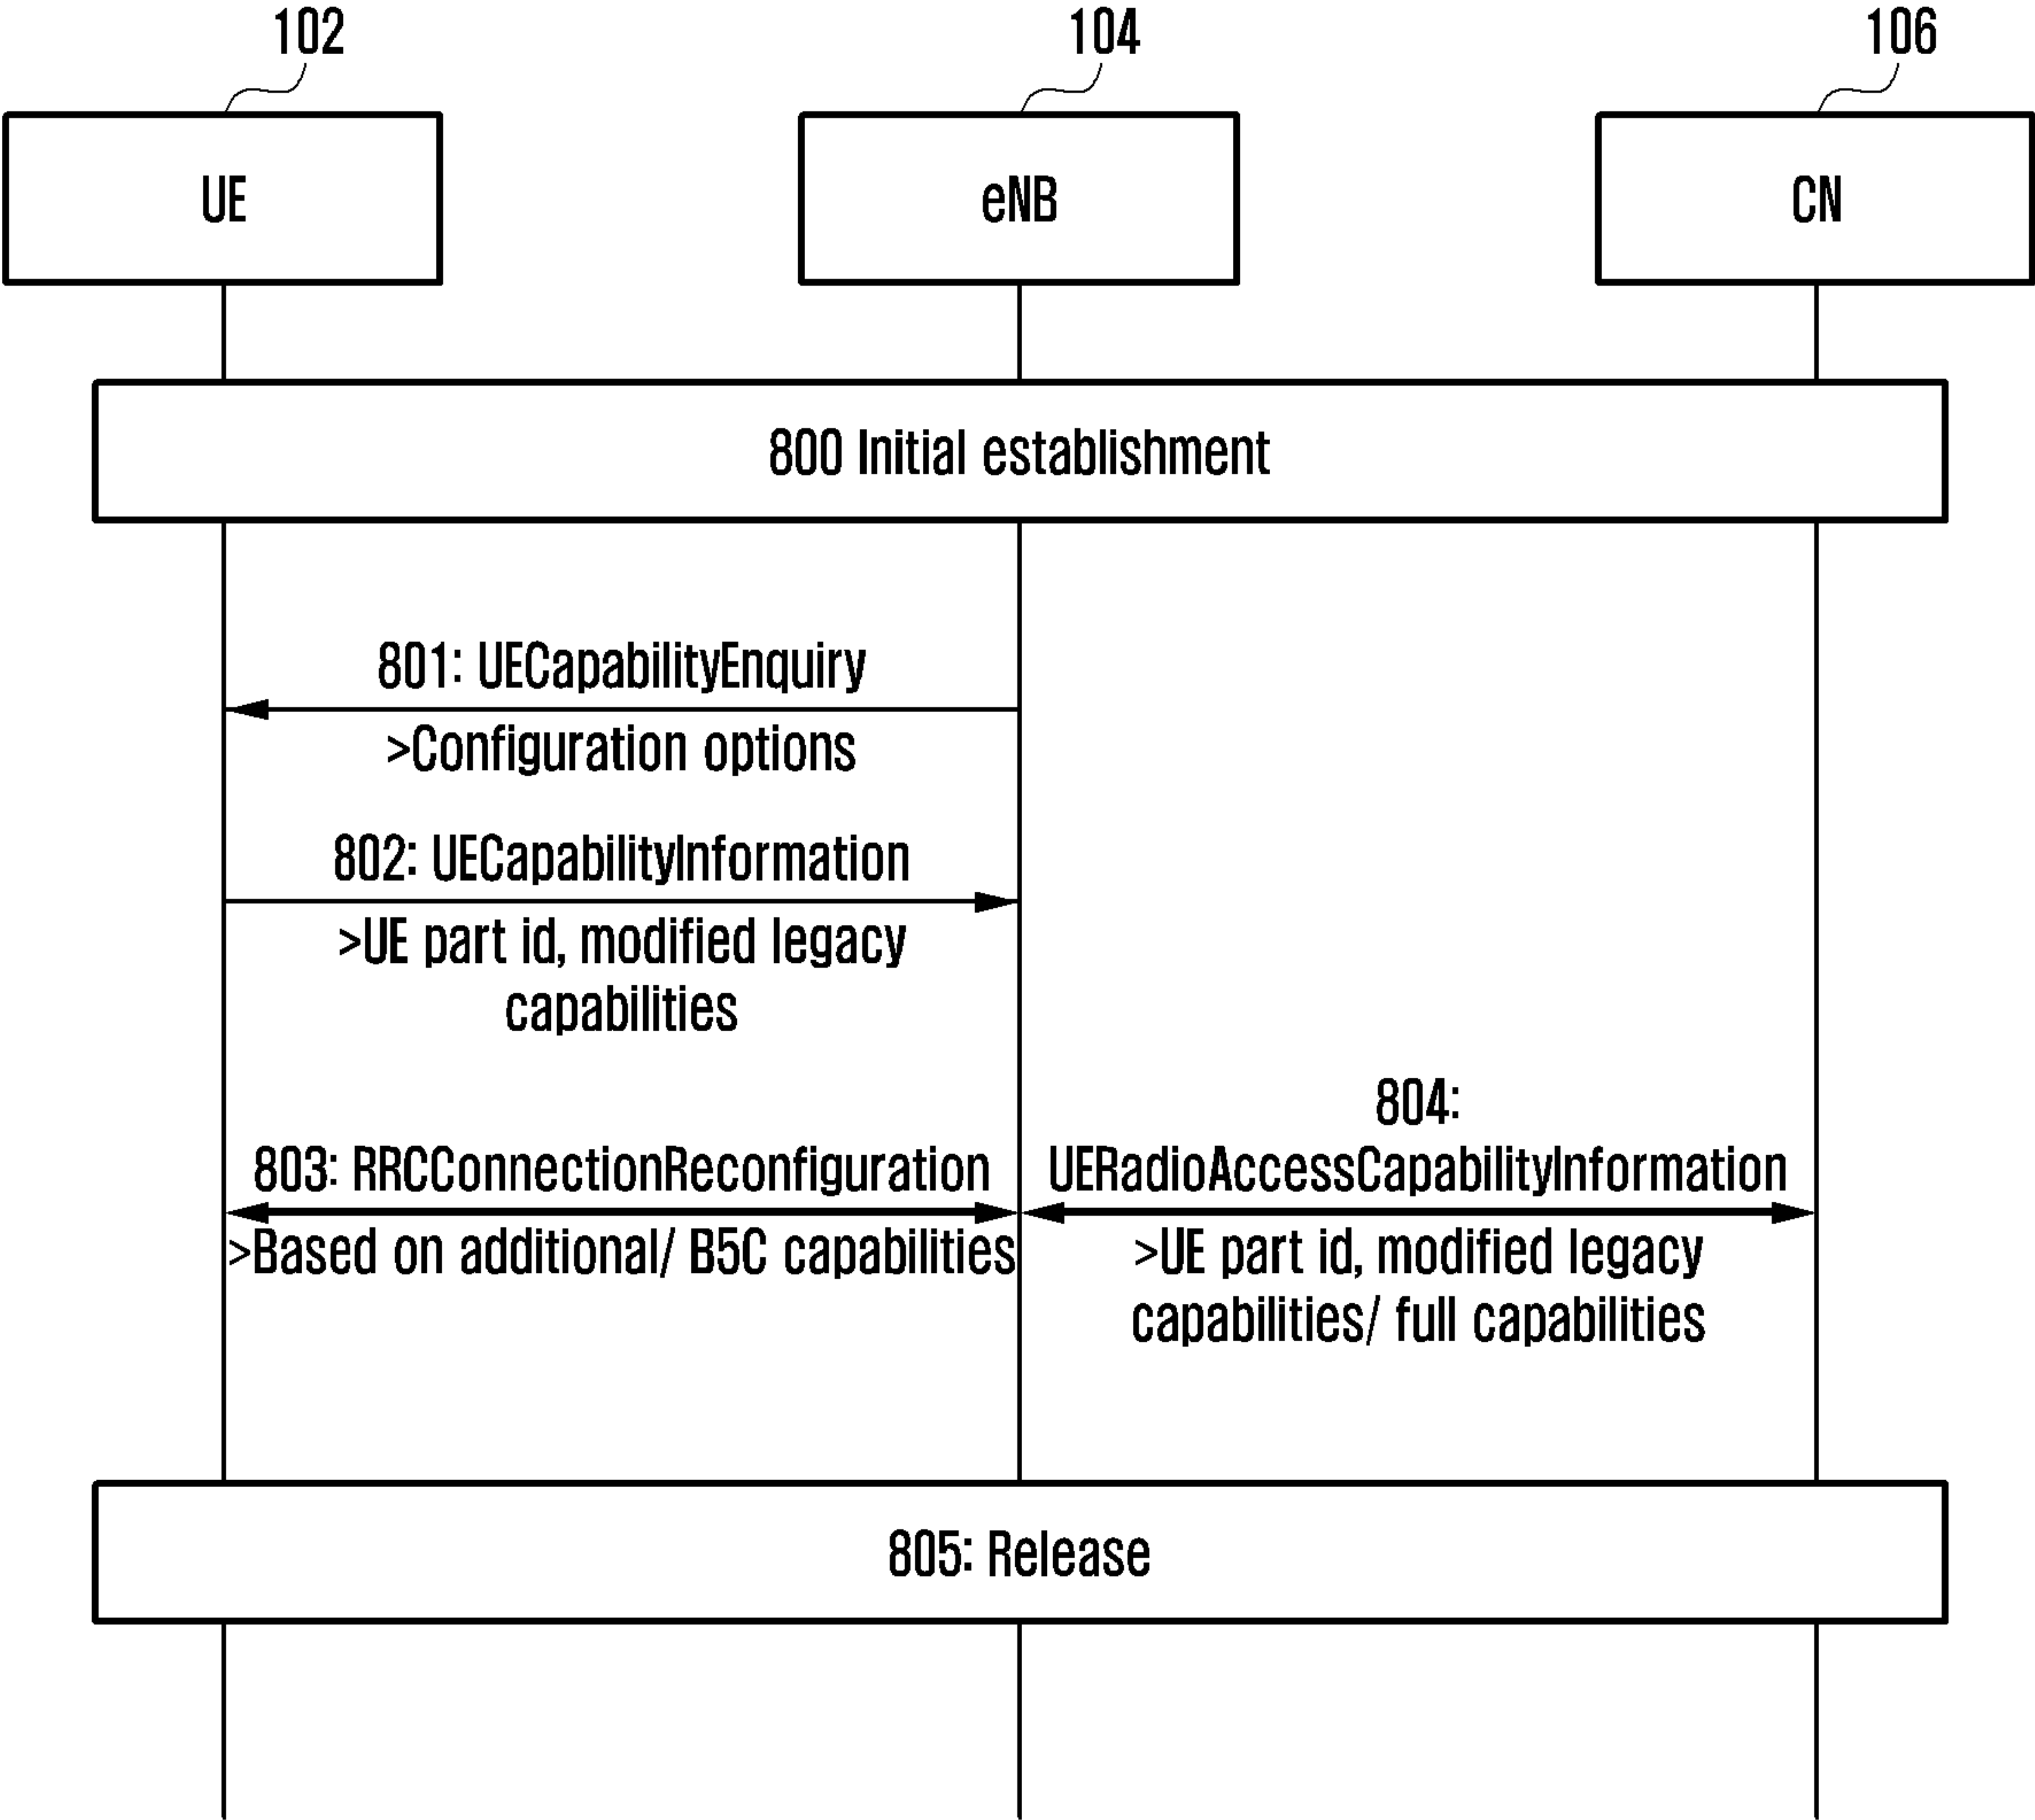 102
104
106
UE
eNB
CN
800 Initial establishment
801: UECapabilityEnquiry
>Configuration options
802: UECapabilityInformation
>UE part id, modified legacy
capabilities
804:
803: RRCConnectionReconfiguration
UERadioAccessCapabilityInformation
>Based on additional/ B5C capabilities
>UE part id, modified legacy
capabilities/ full capabilities
805: Release